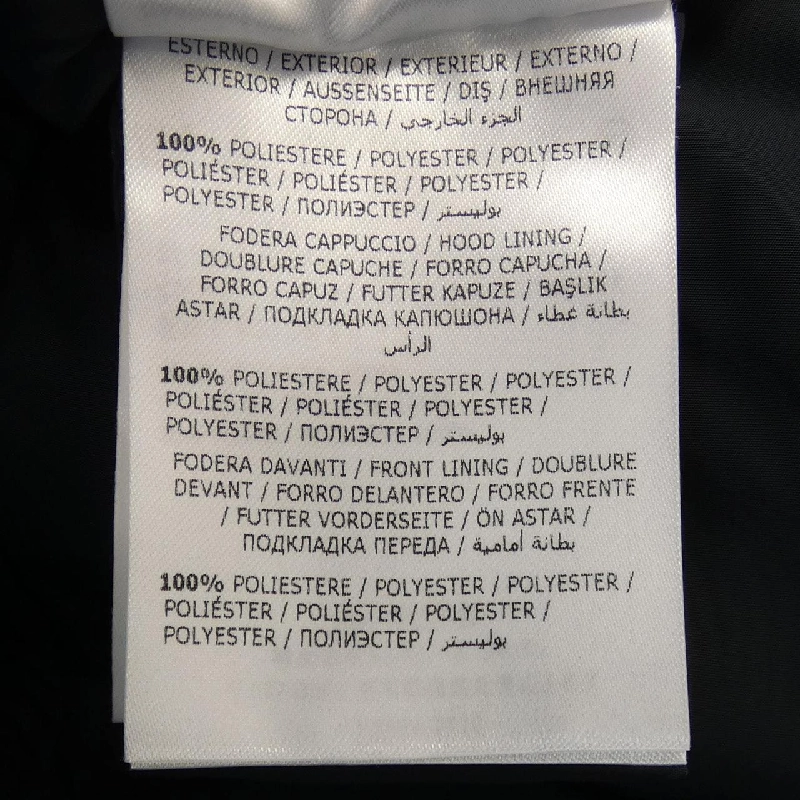 ESTERNO / EXTERIOR / EXTERIEUR / EXTERNO /
EXTERIOR / AUSSENSEITE / DIŞ / ВНЕШНЯЯ
СТОРОНА / الجزء الخارجي
100% POLIESTERE / POLYESTER / POLYESTER /
POLIÉSTER / POLIÉSTER / POLYESTER /
POLYESTER / ПОЛИЭСТЕР / بوليستر
FODERA CAPPUCCIO / HOOD LINING /
DOUBLURE CAPUCHE / FORRO CAPUCHA /
FORRO CAPUZ / FUTTER KAPUZE / BAŞLIK
ASTAR / ПОДКЛАДКА КАПЮШОНА / بطانة غطاء
الرأس
100% POLIESTERE / POLYESTER / POLYESTER /
POLIÉSTER / POLIÉSTER / POLYESTER /
POLYESTER / ПОЛИЭСТЕР / بوليستر
FODERA DAVANTI / FRONT LINING / DOUBLURE
DEVANT / FORRO DELANTERO / FORRO FRENTE
/ FUTTER VORDERSEITE / ÖN ASTAR /
ПОДКЛАДКА ПЕРЕДА / بطانة أمامية
100% POLIESTERE / POLYESTER / POLYESTER /
POLIÉSTER / POLIÉSTER / POLYESTER /
POLYESTER / ПОЛИЭСТЕР / بوليستر